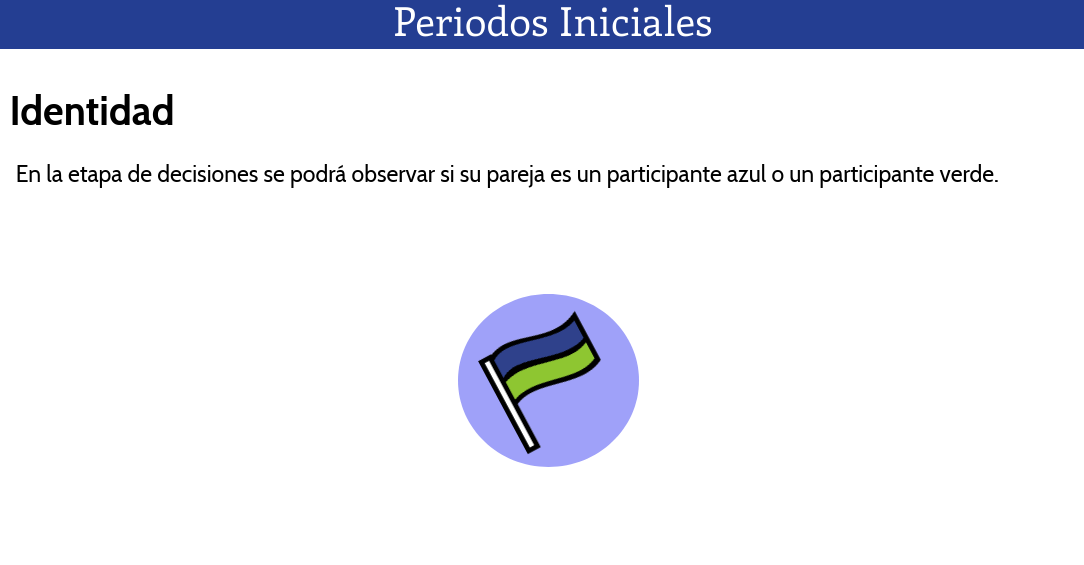 Periodos Iniciales
Identidad
En la etapa de decisiones se podrá observar si su pareja es un participante azul o un participante verde.